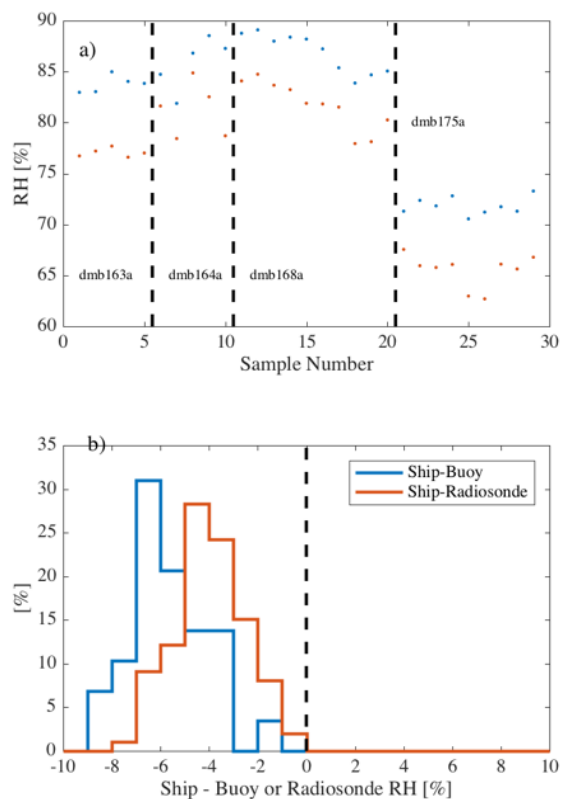 a)
90
85
80
75
70
65
60
RH [%]
dmb163a
dmb164a
dmb168a
dmb175a
0 5 10 15 20 25 30
Sample Number
b)
35
30
25
20
15
10
5
0
[%]
Ship-Buoy
Ship-Radiosonde
-10 -8 -6 -4 -2 0 2 4 6 8 10
Ship - Buoy or Radiosonde RH [%]